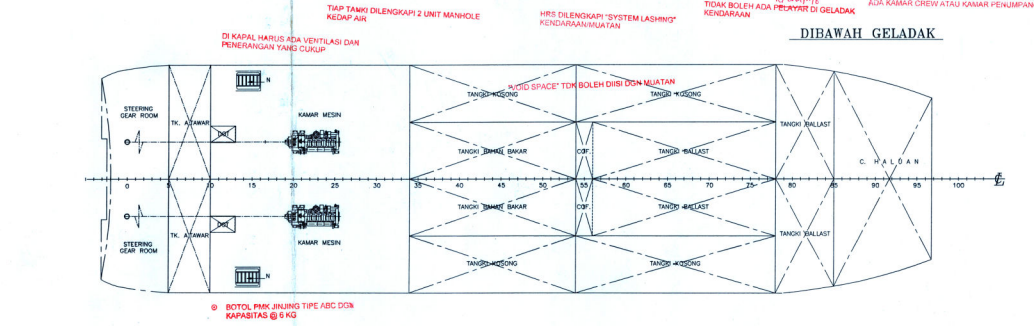 TIAP TANKI DILENGKAPI 2 UNIT MANHOLE
KEDAP AIR
HRS DILENGKAPI "SYSTEM LASHING"
KENDARAAN/MUATAN
TIDAK BOLEH ADA PELAYAR DI GELADAK
KENDARAAN
ADA KAMAR CREW ATAU KAMAR PENUMPANG
DI KAPAL HARUS ADA VENTILASI DAN
PENERANGAN YANG CUKUP
DIBAWAH GELADAK
"VOID SPACE" TDK BOLEH DIISI DGN MUATAN
N
TANGKI KOSONG
TANGKI KOSONG
STEERING
GEAR ROOM
TK. A.TAWAR
DOT
KAMAR MESIN
TANGKI BALLAST
TANGKI BAHAN BAKAR
COF.
TANGKI BALLAST
C. HALUAN
0 5 10 15 20 25 30 35 40 45 50 55 60 65 70 75 80 85 90 95 100
TANGKI BAHAN BAKAR
COF.
TANGKI BALLAST
STEERING
GEAR ROOM
TK. A.TAWAR
DOT
KAMAR MESIN
TANGKI BALLAST
TANGKI KOSONG
TANGKI KOSONG
N
BOTOL PMK JINJING TIPE ABC DGN
KAPASITAS @ 6 KG